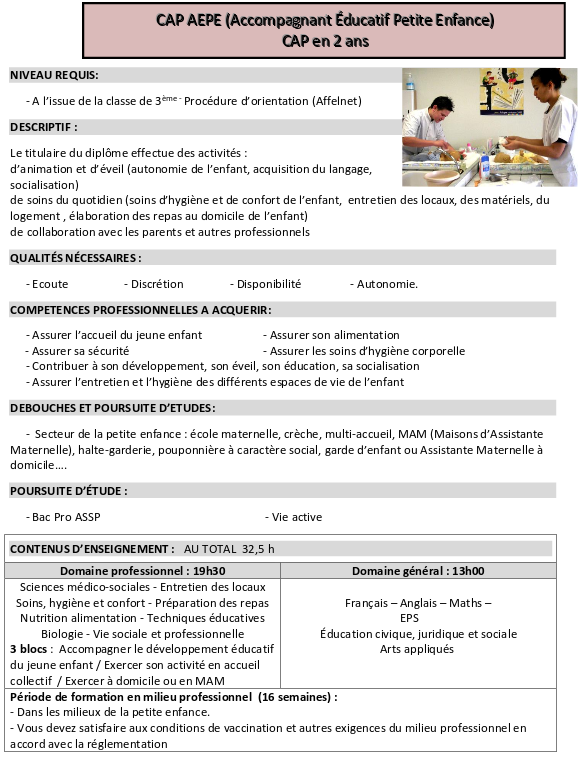 CAP AEPE (Accompagnant Éducatif Petite Enfance)
CAP en 2 ans
NIVEAU REQUIS:
- A l'issue de la classe de 3ème - Procédure d'orientation (Affelnet)
DESCRIPTIF :
Le titulaire du diplôme effectue des activités :
d'animation et d'éveil (autonomie de l'enfant, acquisition du langage,
socialisation)
de soins du quotidien (soins d'hygiène et de confort de l'enfant, entretien des locaux, des matériels, du
logement , élaboration des repas au domicile de l'enfant)
de collaboration avec les parents et autres professionnels
QUALITÉS NÉCESSAIRES :
- Ecoute - Discrétion - Disponibilité - Autonomie.
COMPETENCES PROFESSIONNELLES A ACQUERIR:
- Assurer l'accueil du jeune enfant - Assurer son alimentation
- Assurer sa sécurité - Assurer les soins d'hygiène corporelle
- Contribuer à son développement, son éveil, son éducation, sa socialisation
- Assurer l'entretien et l'hygiène des différents espaces de vie de l'enfant
DEBOUCHES ET POURSUITE D'ETUDES:
- Secteur de la petite enfance : école maternelle, crèche, multi-accueil, MAM (Maisons d'Assistante
Maternelle), halte-garderie, pouponnière à caractère social, garde d'enfant ou Assistante Maternelle à
domicile....
POURSUITE D'ÉTUDE :
- Bac Pro ASSP - Vie active
CONTENUS D'ENSEIGNEMENT : AU TOTAL 32,5 h
Domaine professionnel : 19h30
Sciences médico-sociales - Entretien des locaux
Soins, hygiène et confort - Préparation des repas
Nutrition alimentation - Techniques éducatives
Biologie - Vie sociale et professionnelle
3 blocs : Accompagner le développement éducatif
du jeune enfant / Exercer son activité en accueil
collectif / Exercer à domicile ou en MAM
Domaine général : 13h00
Français – Anglais – Maths –
EPS
Éducation civique, juridique et sociale
Arts appliqués
Période de formation en milieu professionnel (16 semaines) :
- Dans les milieux de la petite enfance.
- Vous devez satisfaire aux conditions de vaccination et autres exigences du milieu professionnel en
accord avec la réglementation